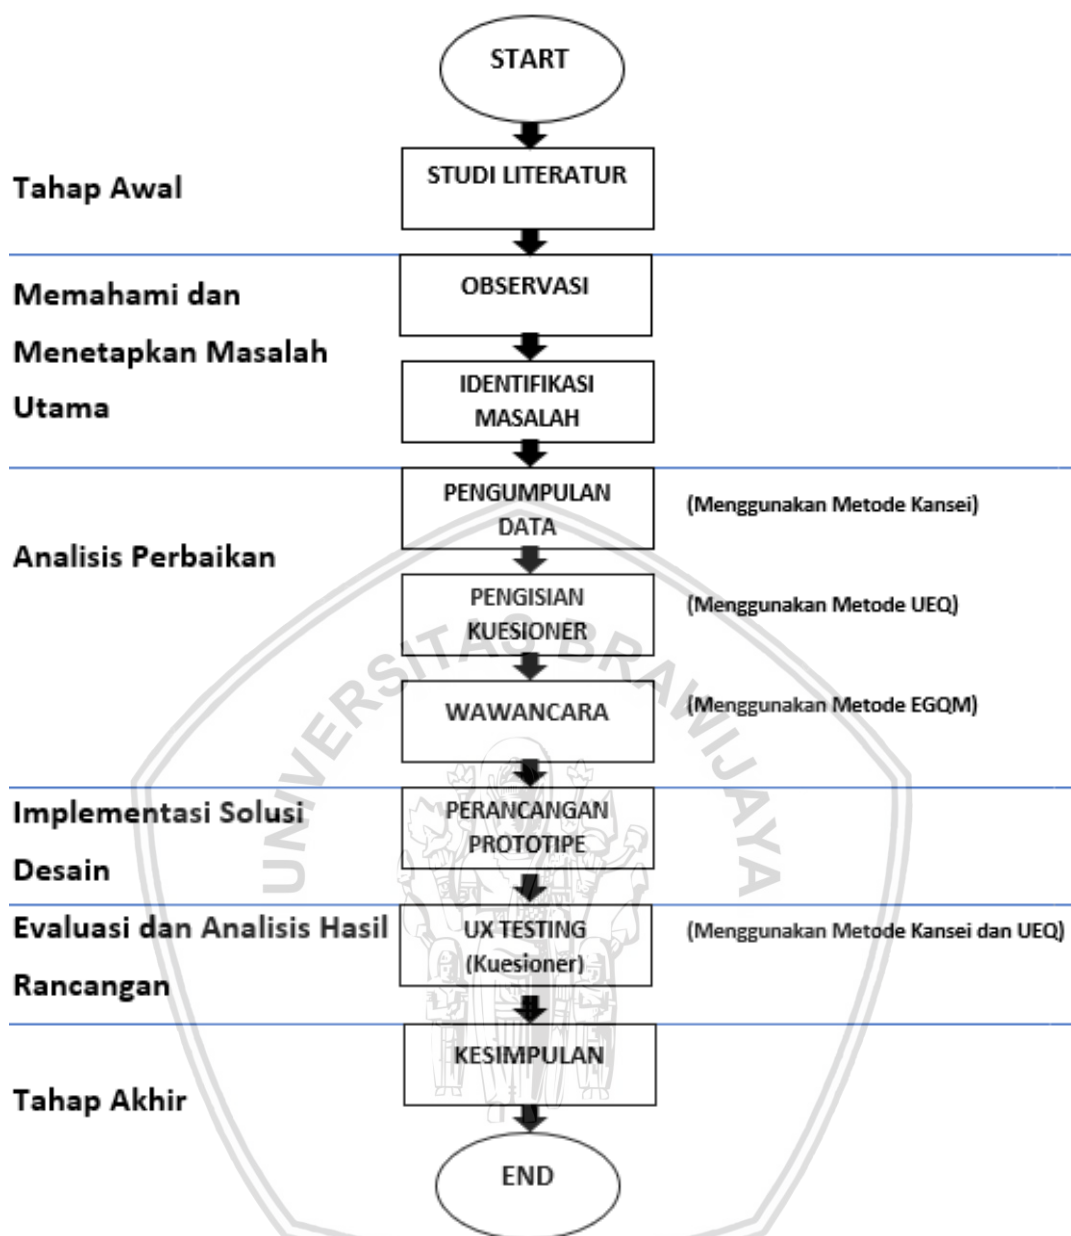 START
Tahap Awal
STUDI LITERATUR
Memahami dan
Menetapkan Masalah
Utama
OBSERVASI
IDENTIFIKASI
MASALAH
Analisis Perbaikan
PENGUMPULAN
DATA
(Menggunakan Metode Kansei)
PENGISIAN
KUESIONER
(Menggunakan Metode UEQ)
WAWANCARA
(Menggunakan Metode EGQM)
UNIVERSITAS BRAWIJAYA
Implementasi Solusi
Desain
PERANCANGAN
PROTOTIPE
Evaluasi dan Analisis Hasil
Rancangan
UX TESTING
(Kuesioner)
(Menggunakan Metode Kansei dan UEQ)
Tahap Akhir
KESIMPULAN
END